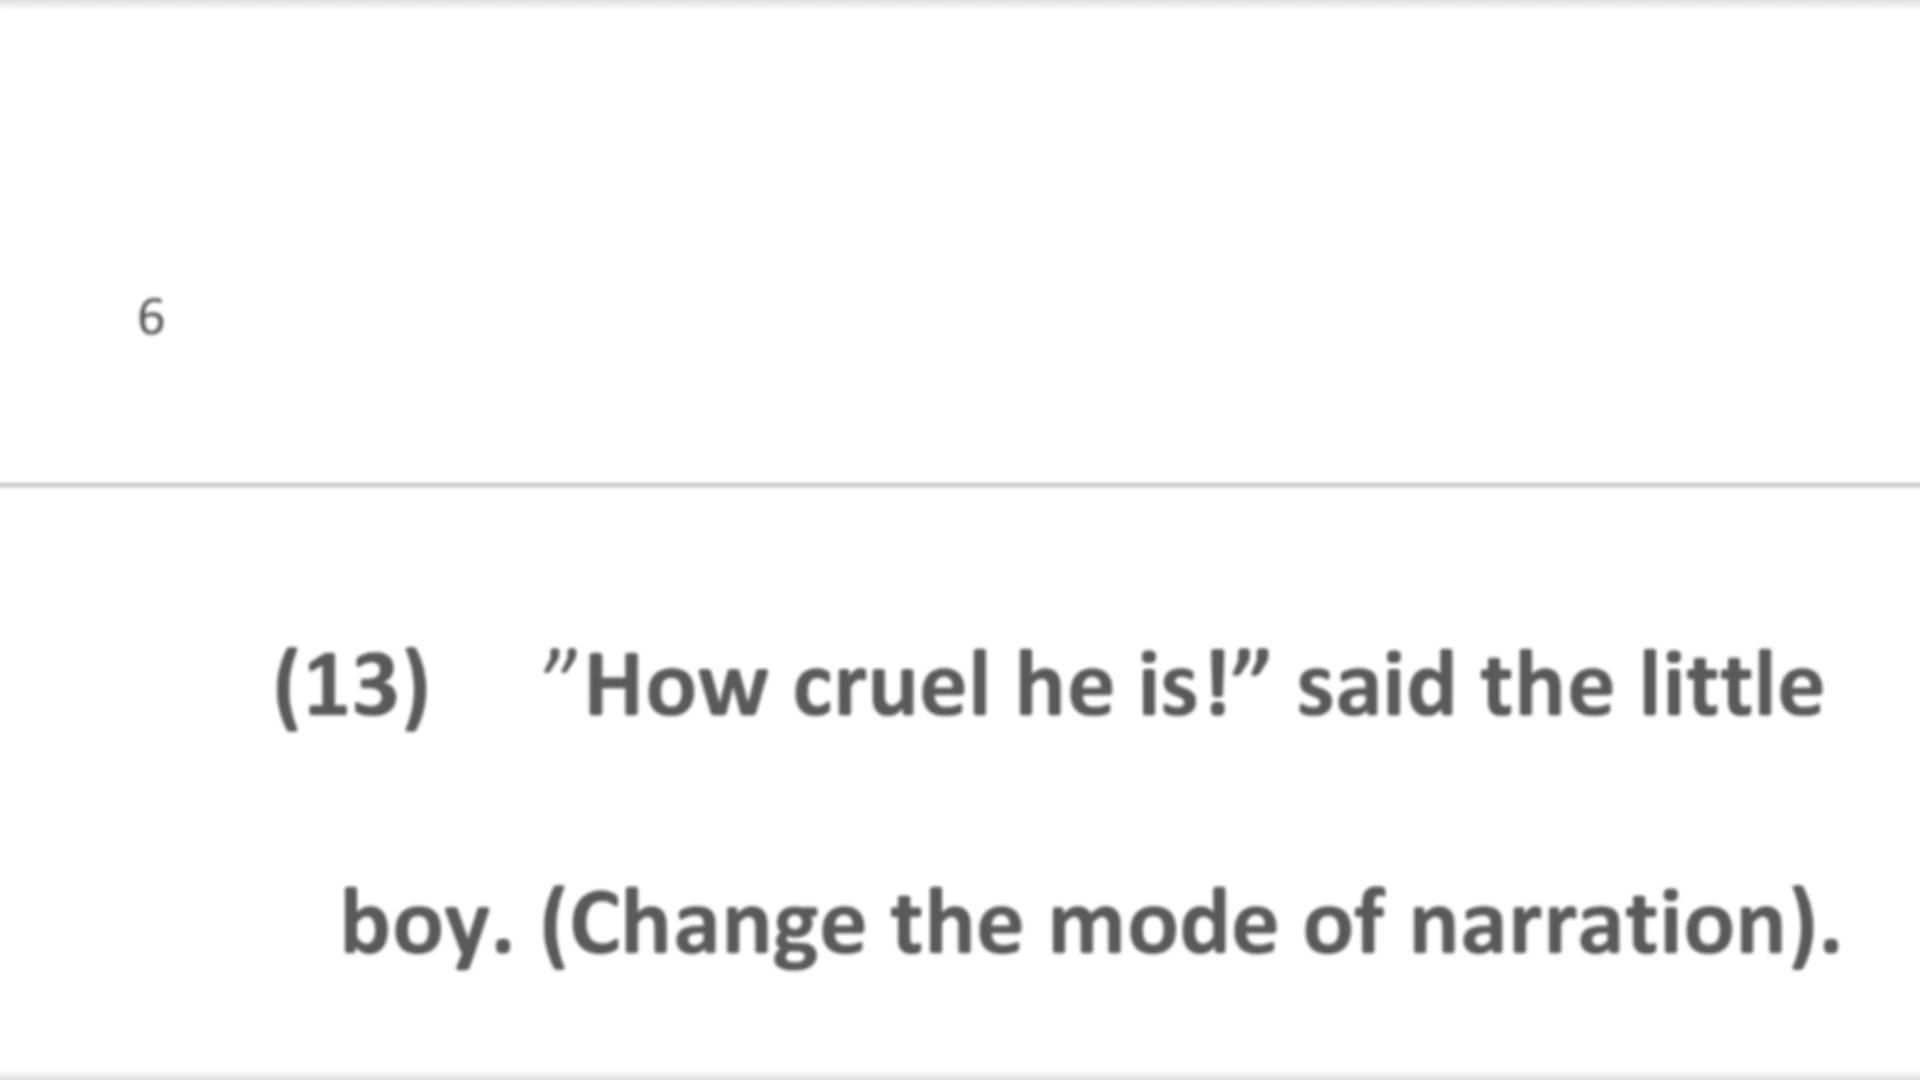 6
(13) ”How cruel he is!” said the little
boy. (Change the mode of narration).